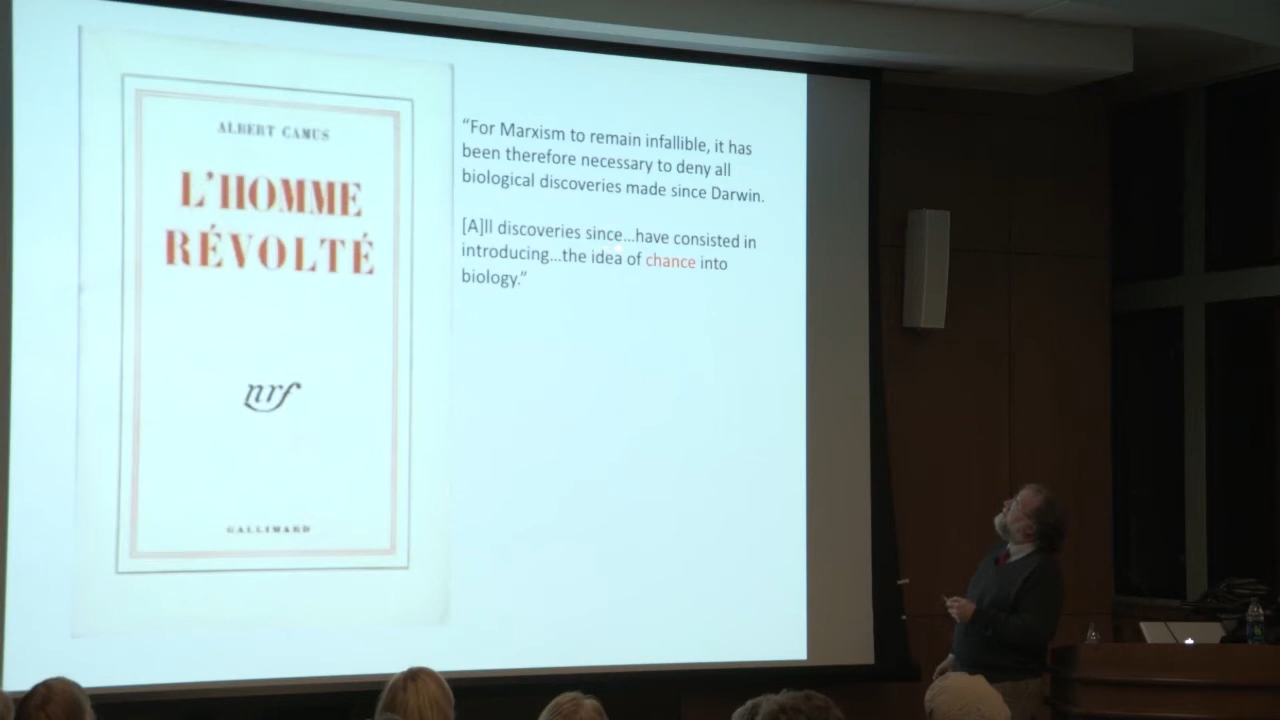 ALBERT CAMUS
L'HOMME
RÉVOLTÉ
nrf
GALLIMARD
“For Marxism to remain infallible, it has
been therefore necessary to deny all
biological discoveries made since Darwin.
[A]ll discoveries since...have consisted in
introducing...the idea of chance into
biology.”